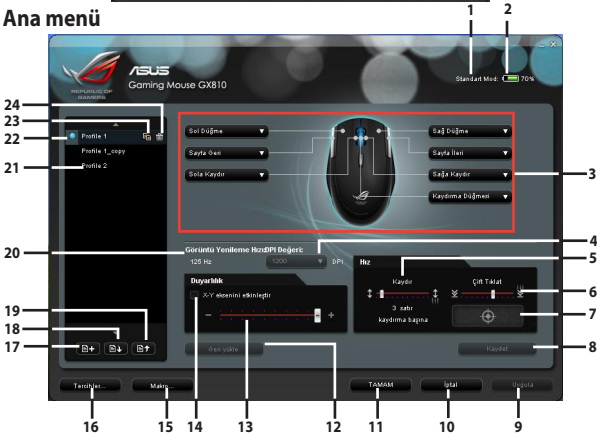 Ana menü
1 2
REPUBLIC OF
GAMERS
ASUS
Gaming Mouse GX810
Standart Mod: 70%
24
23
22
21
Profile 1
Profile 1_copy
Profile 2
Sol Düğme
Sayfa Geri
Sola Kaydır
Sağ Düğme
Sayfa İleri
Sağa Kaydır
Kaydırma Düğmesi
3
4
5
20
Görüntü Yenileme Hızı:DPI Değeri:
125 Hz 1200 DPI
Duyarlılık
X-Y eksenini etkinleştir
- +
Hız
Kaydır Çift Tıklat
3 satır
kaydırma başına
6
7
19
18
17
Geri yükle
Kaydet
8
Tercihler... Makro... TAMAM İptal Uygula
16 15 14 13 12 11 10 9